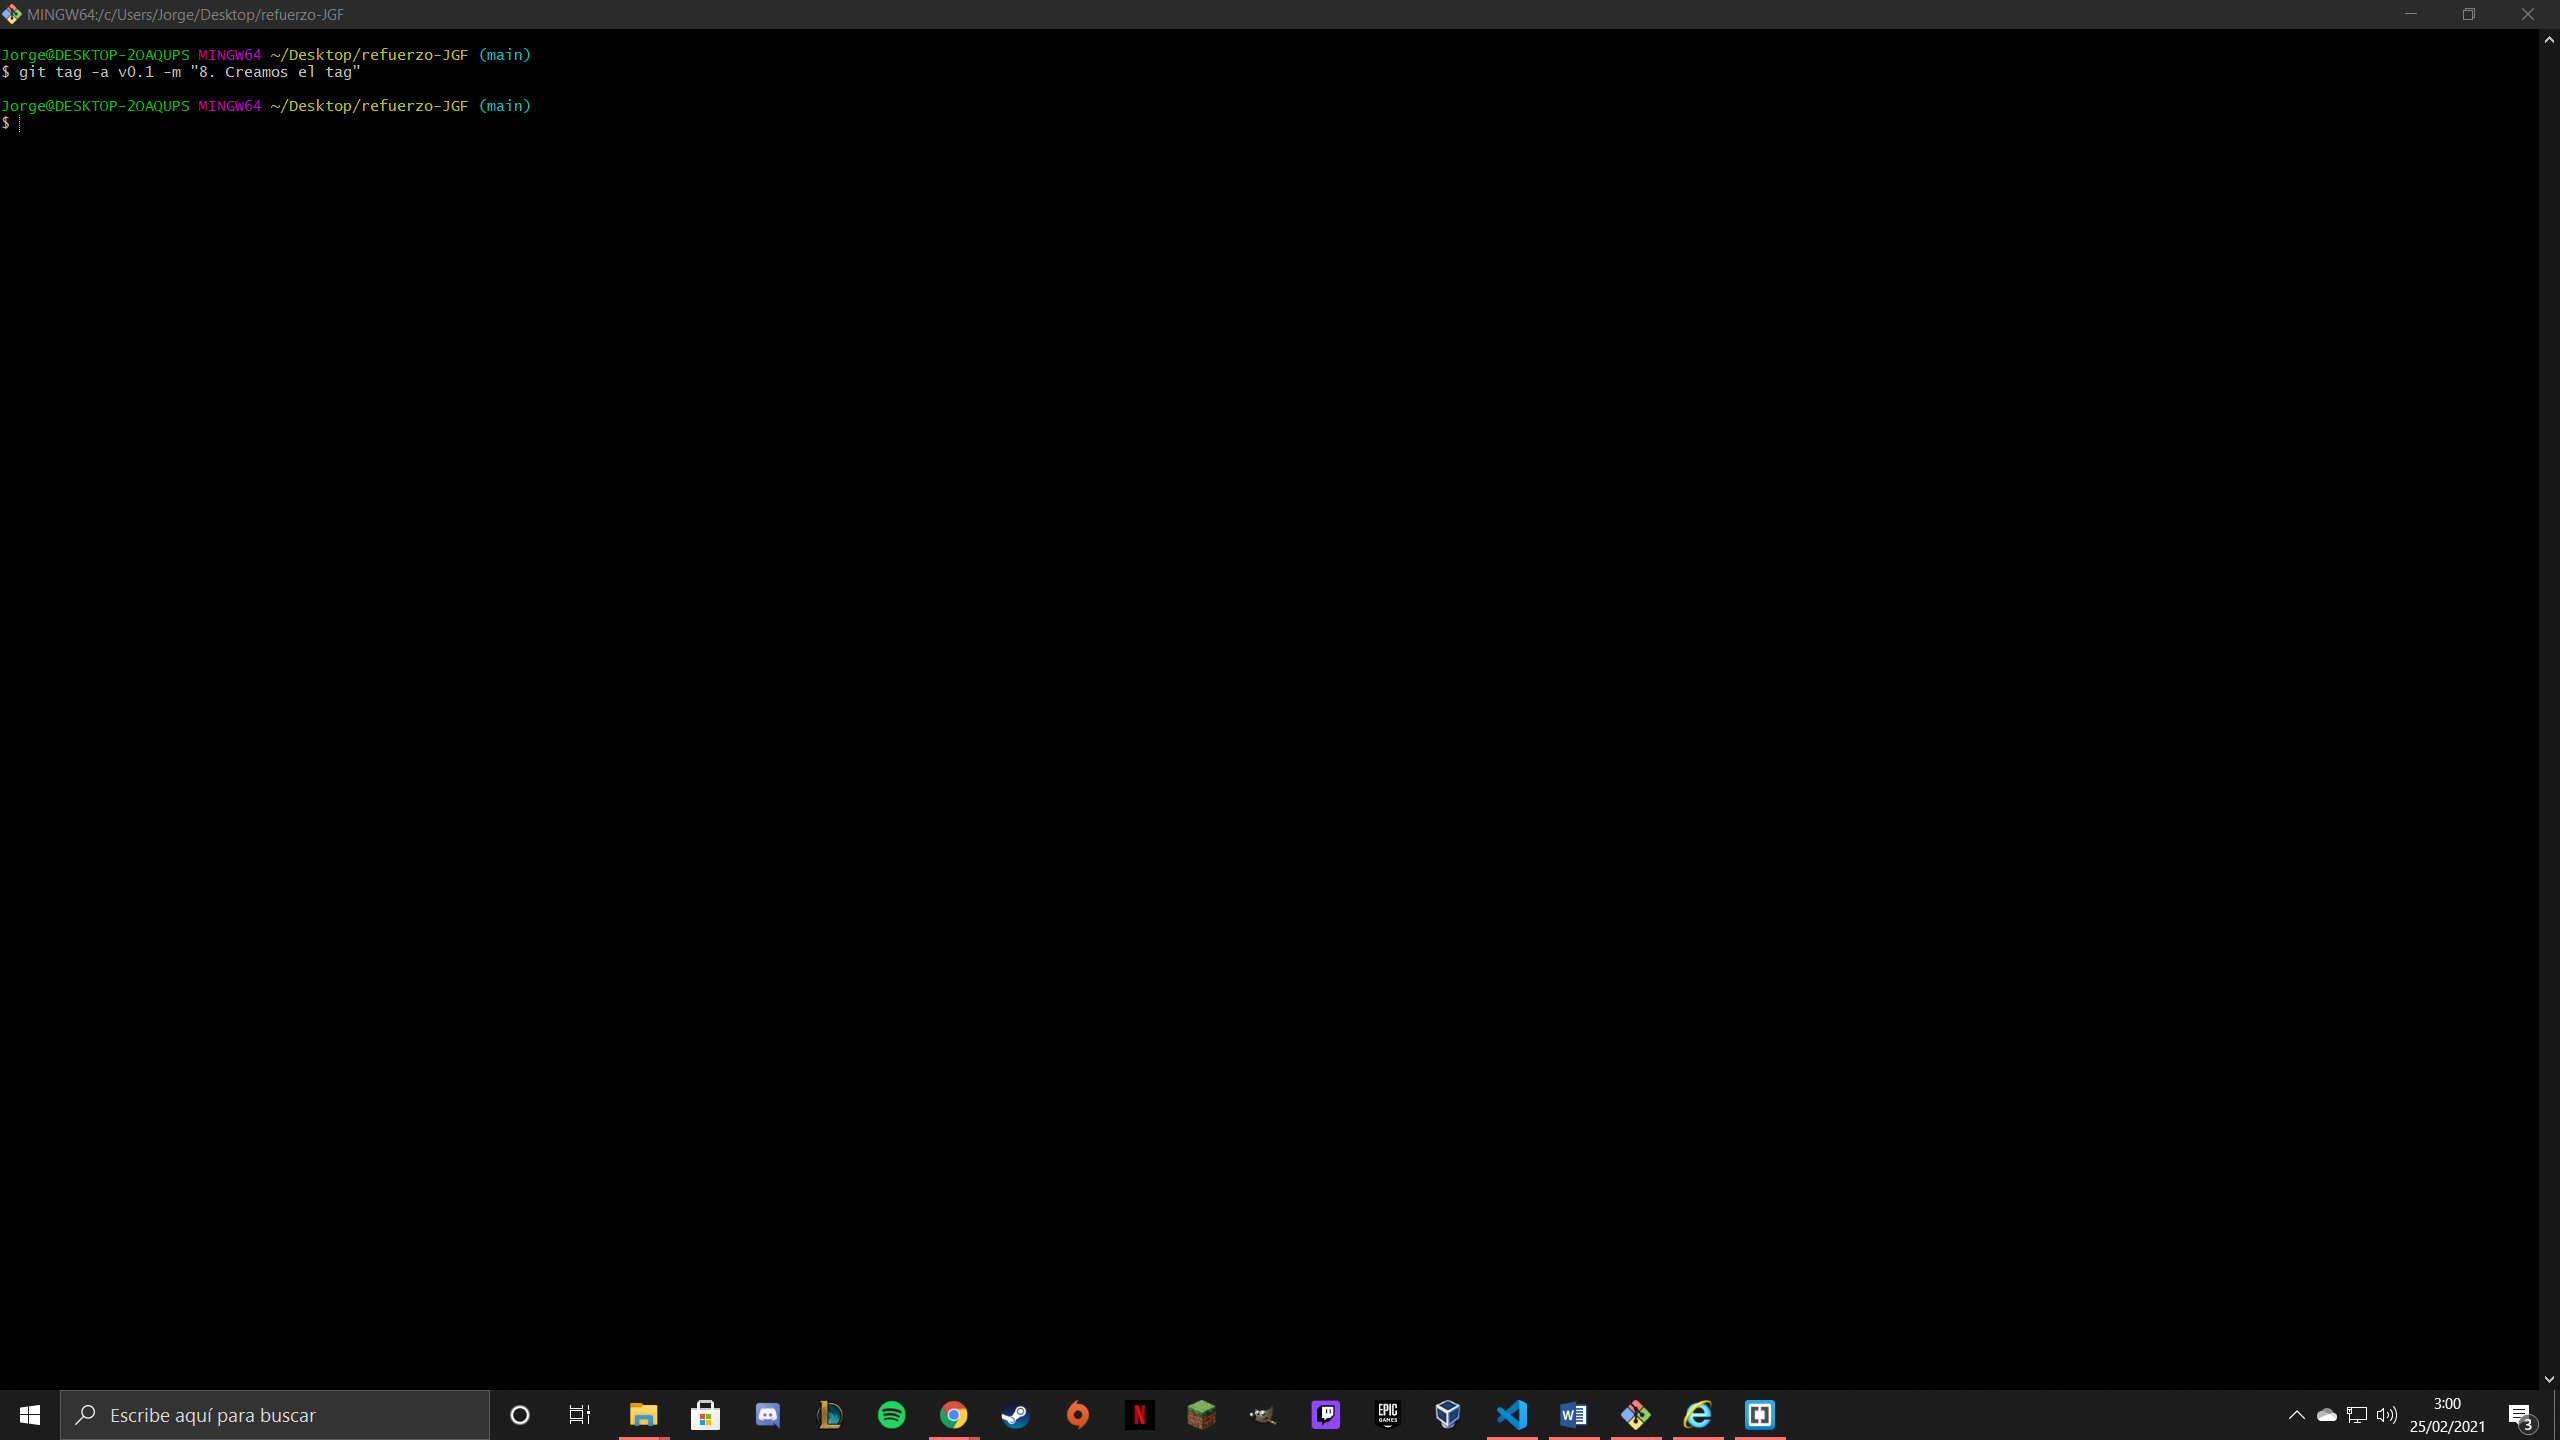 MINGW64:/c/Users/Jorge/Desktop/refuerzo-JGF
Jorge@DESKTOP-2OAQUPS MINGW64 ~/Desktop/refuerzo-JGF (main)
$ git tag -a v0.1 -m "8. Creamos el tag"
Jorge@DESKTOP-2OAQUPS MINGW64 ~/Desktop/refuerzo-JGF (main)
$
Escribe aquí para buscar
N
EPIC
GAMES
3:00
25/02/2021
3